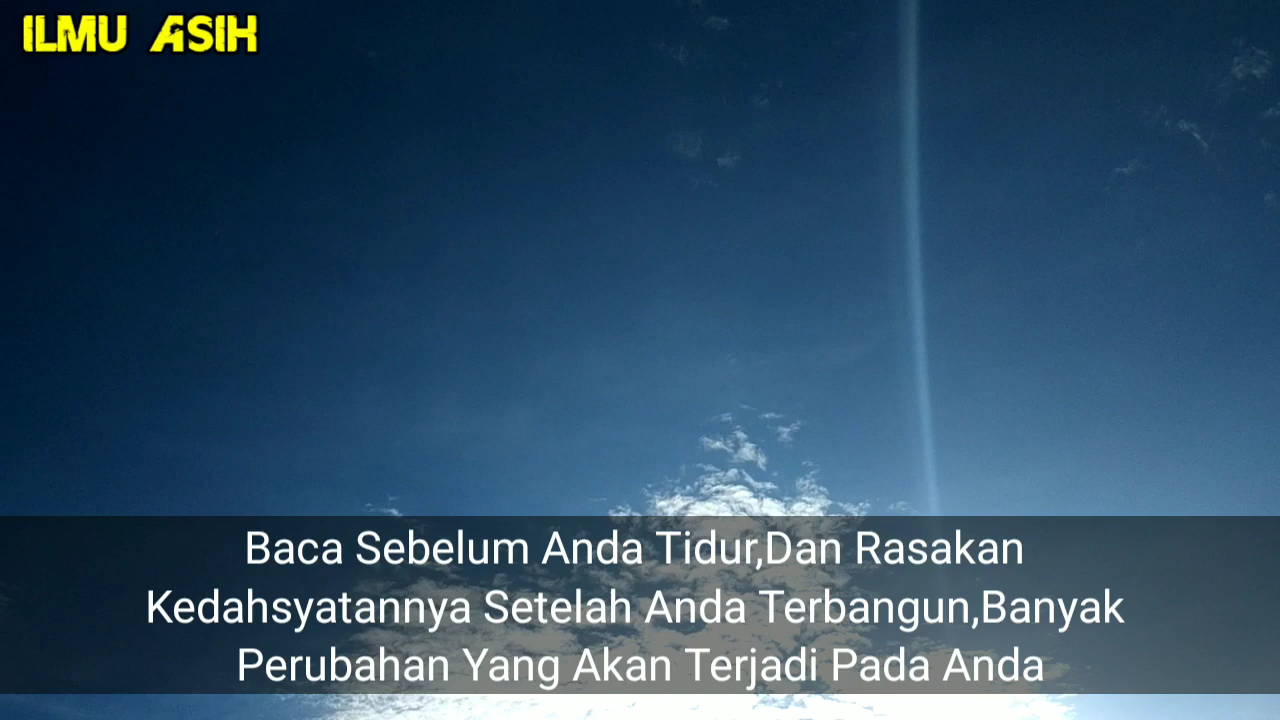 ILMU ASIH
Baca Sebelum Anda Tidur,Dan Rasakan
Kedahsyatannya Setelah Anda Terbangun,Banyak
Perubahan Yang Akan Terjadi Pada Anda